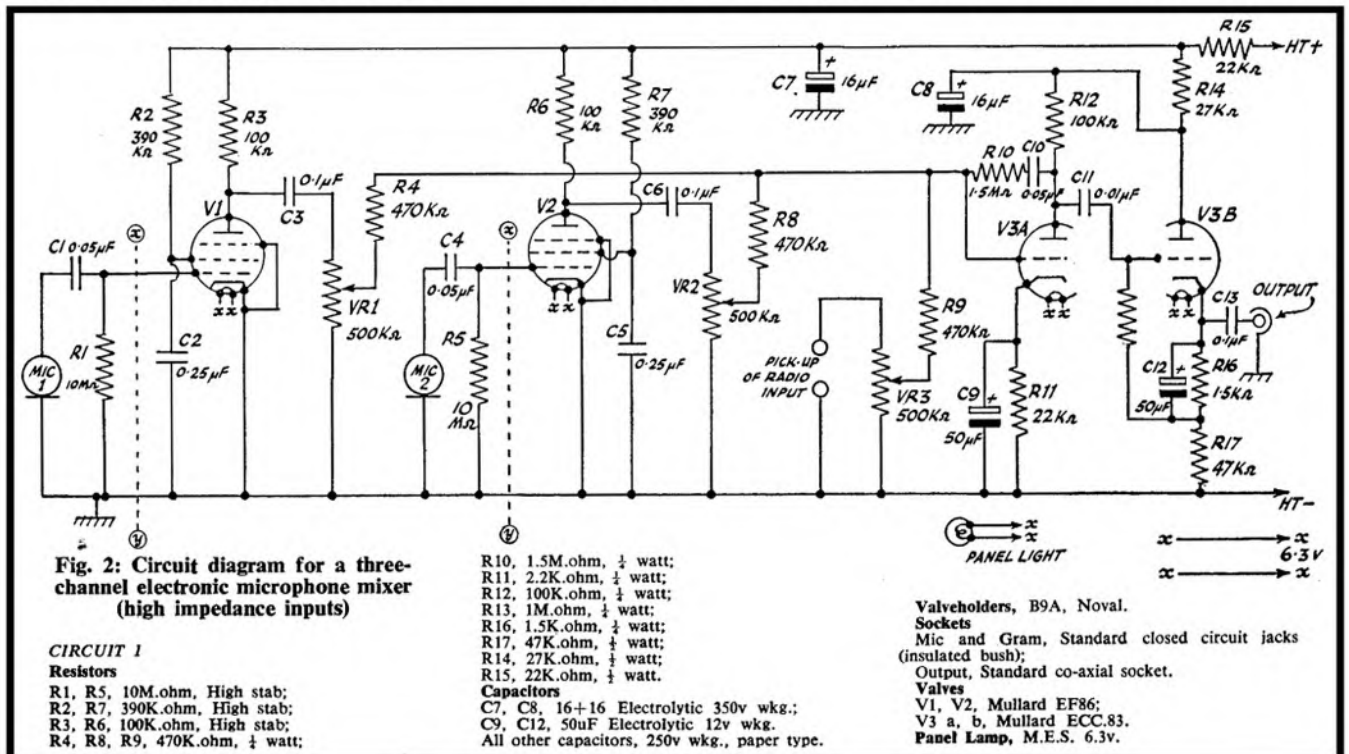 R15
HT+
22KΩ
R2
390
KΩ
R3
100
KΩ
R6
100
KΩ
R7
390
KΩ
C7
+
16µF
C8
+
16µF
R12
100KΩ
R14
27KΩ
R10
1.5MΩ
C10
0.05µF
C11
0.01µF
V1
0.1µF
C3
R4
470KΩ
V2
C6
0.1µF
R8
470KΩ
V3A
V3B
C1 0.05µF
x
C4
0.05µF
x
VR1
500KΩ
VR2
500KΩ
R9
470KΩ
x x
x x
x x
x x
C13
0.1µF
OUTPUT
R1
10MΩ
C2
0.25µF
MIC
1
MIC
2
R5
10
MΩ
C5
0.25µF
PICK-UP
OF RADIO
INPUT
VR3
500KΩ
C9
+
50µF
R11
22KΩ
C12
+
50µF
R16
1.5KΩ
R17
47KΩ
HT-
y
y
x
x
PANEL LIGHT
x x
6.3V
x x
Fig. 2: Circuit diagram for a three-
channel electronic microphone mixer
(high impedance inputs)
CIRCUIT 1
Resistors
R1, R5, 10M.ohm, High stab;
R2, R7, 390K.ohm, High stab;
R3, R6, 100K.ohm, High stab;
R4, R8, R9, 470K.ohm, ¼ watt;
R10, 1.5M.ohm, ¼ watt;
R11, 2.2K.ohm, ¼ watt;
R12, 100K.ohm, ¼ watt;
R13, 1M.ohm, ¼ watt;
R16, 1.5K.ohm, ¼ watt;
R17, 47K.ohm, ½ watt;
R14, 27K.ohm, ½ watt;
R15, 22K.ohm, ½ watt.
Capacitors
C7, C8, 16+16 Electrolytic 350v wkg.;
C9, C12, 50uF Electrolytic 12v wkg.
All other capacitors, 250v wkg., paper type.
Valveholders, B9A, Noval.
Sockets
Mic and Gram, Standard closed circuit jacks
(insulated bush);
Output, Standard co-axial socket.
Valves
V1, V2, Mullard EF86;
V3 a, b, Mullard ECC.83.
Panel Lamp, M.E.S. 6.3v.